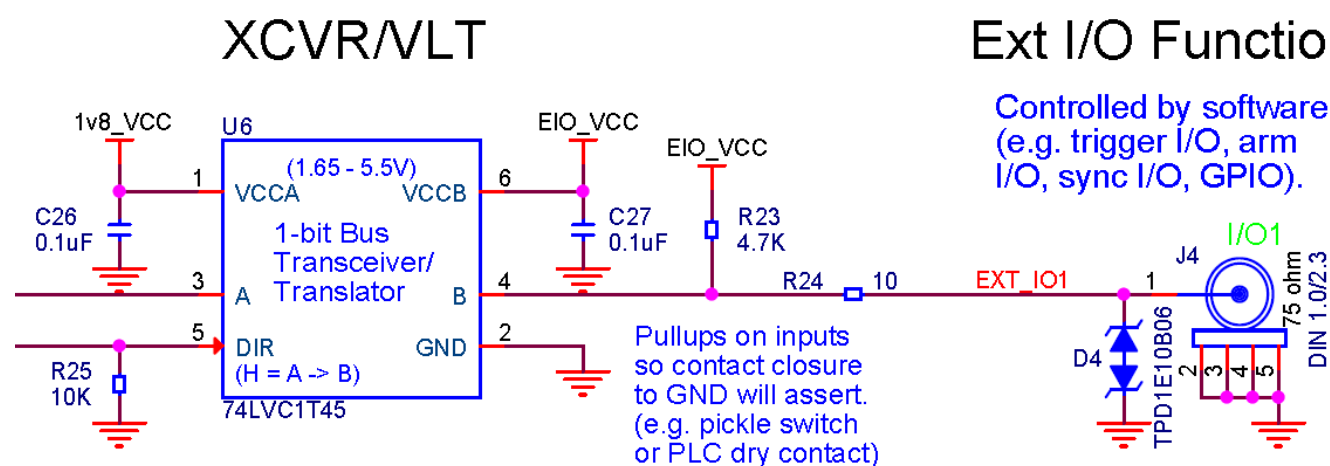 XCVR/VLT
Ext I/O Functio
Controlled by software
(e.g. trigger I/O, arm
I/O, sync I/O, GPIO).
1v8_VCC
U6
EIO_VCC
EIO_VCC
(1.65 - 5.5V)
1
VCCA
VCCB
6
C26
0.1uF
1-bit Bus
Transceiver/
Translator
C27
0.1uF
R23
4.7K
I/O1
J4
3
A
B
4
R24
10
EXT_IO1
1
75 ohm
DIN 1.0/2.3
5
DIR
(H = A -> B)
GND
2
R25
10K
74LVC1T45
Pullups on inputs
so contact closure
to GND will assert.
(e.g. pickle switch
or PLC dry contact)
D4
TPD1E10B06
2
3
4
5